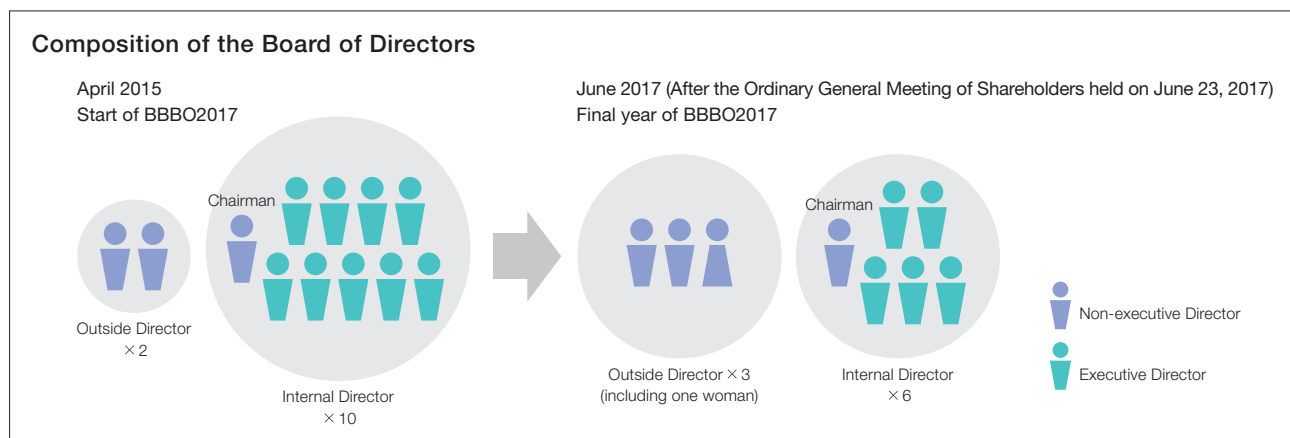 Composition of the Board of Directors
April 2015
Start of BBBO2017
Chairman
Outside Director
× 2
Internal Director
× 10
June 2017 (After the Ordinary General Meeting of Shareholders held on June 23, 2017)
Final year of BBBO2017
Chairman
Outside Director × 3
(including one woman)
Internal Director
× 6
Non-executive Director
Executive Director